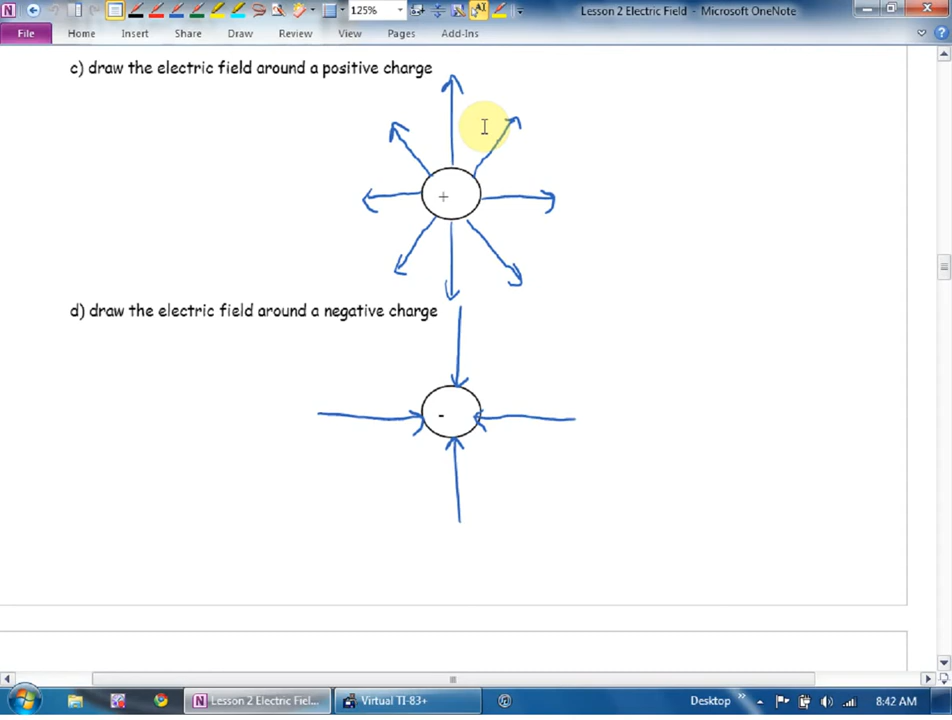 125%
Lesson 2 Electric Field - Microsoft OneNote
File Home Insert Share Draw Review View Pages Add-Ins
c) draw the electric field around a positive charge
+
d) draw the electric field around a negative charge
-
Lesson 2 Electric Fiel... Virtual TI-83+ Desktop 8:42 AM